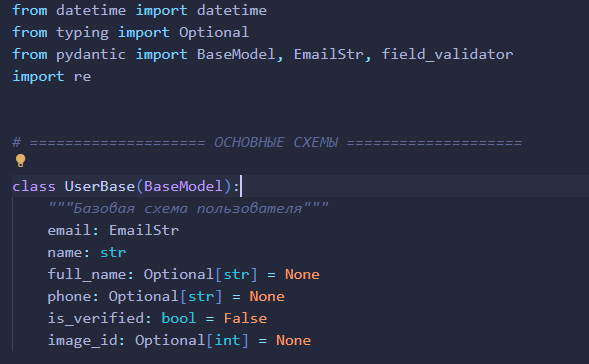 from datetime import datetime
from typing import Optional
from pydantic import BaseModel, EmailStr, field_validator
import re
# ==================== ОСНОВНЫЕ СХЕМЫ ====================
class UserBase(BaseModel):
"""Базовая схема пользователя"""
email: EmailStr
name: str
full_name: Optional[str] = None
phone: Optional[str] = None
is_verified: bool = False
image_id: Optional[int] = None